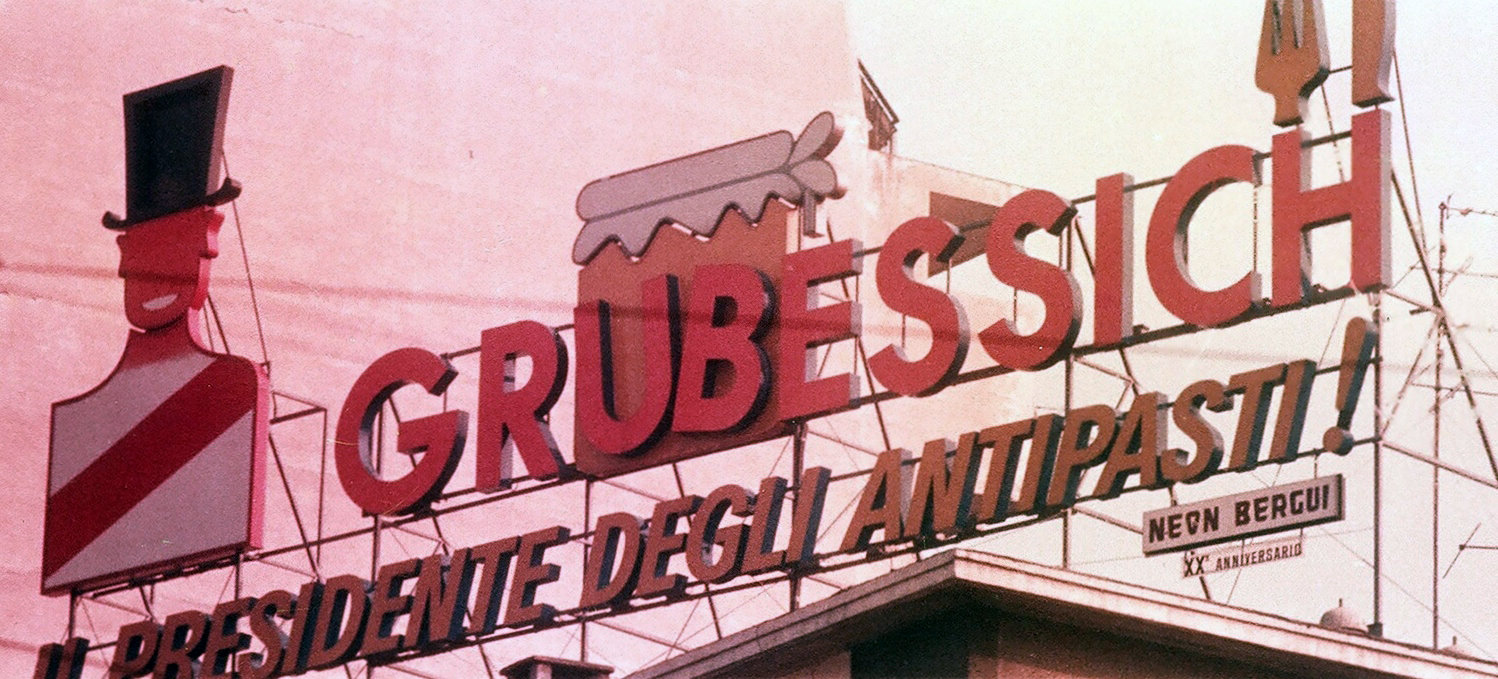 GRUBESSICH
IL PRESIDENTE DEGLI ANTIPASTI!
NEON BERGUI
XX° ANNIVERSARIO